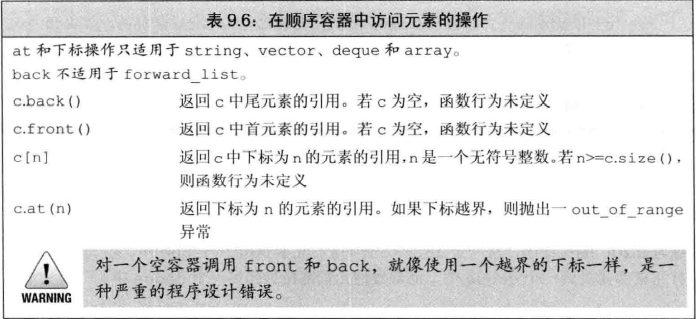 表 9.6：在顺序容器中访问元素的操作
at 和下标操作只适用于 string、vector、deque 和 array。
back 不适用于 forward_list。
c.back() 返回 c 中尾元素的引用。若 c 为空，函数行为未定义
c.front() 返回 c 中首元素的引用。若 c 为空，函数行为未定义
c[n] 返回 c 中下标为 n 的元素的引用，n 是一个无符号整数。若 n>=c.size()，
则函数行为未定义
c.at(n) 返回下标为 n 的元素的引用。如果下标越界，则抛出一 out_of_range
异常
对一个空容器调用 front 和 back，就像使用一个越界的下标一样，是一
WARNING 种严重的程序设计错误。